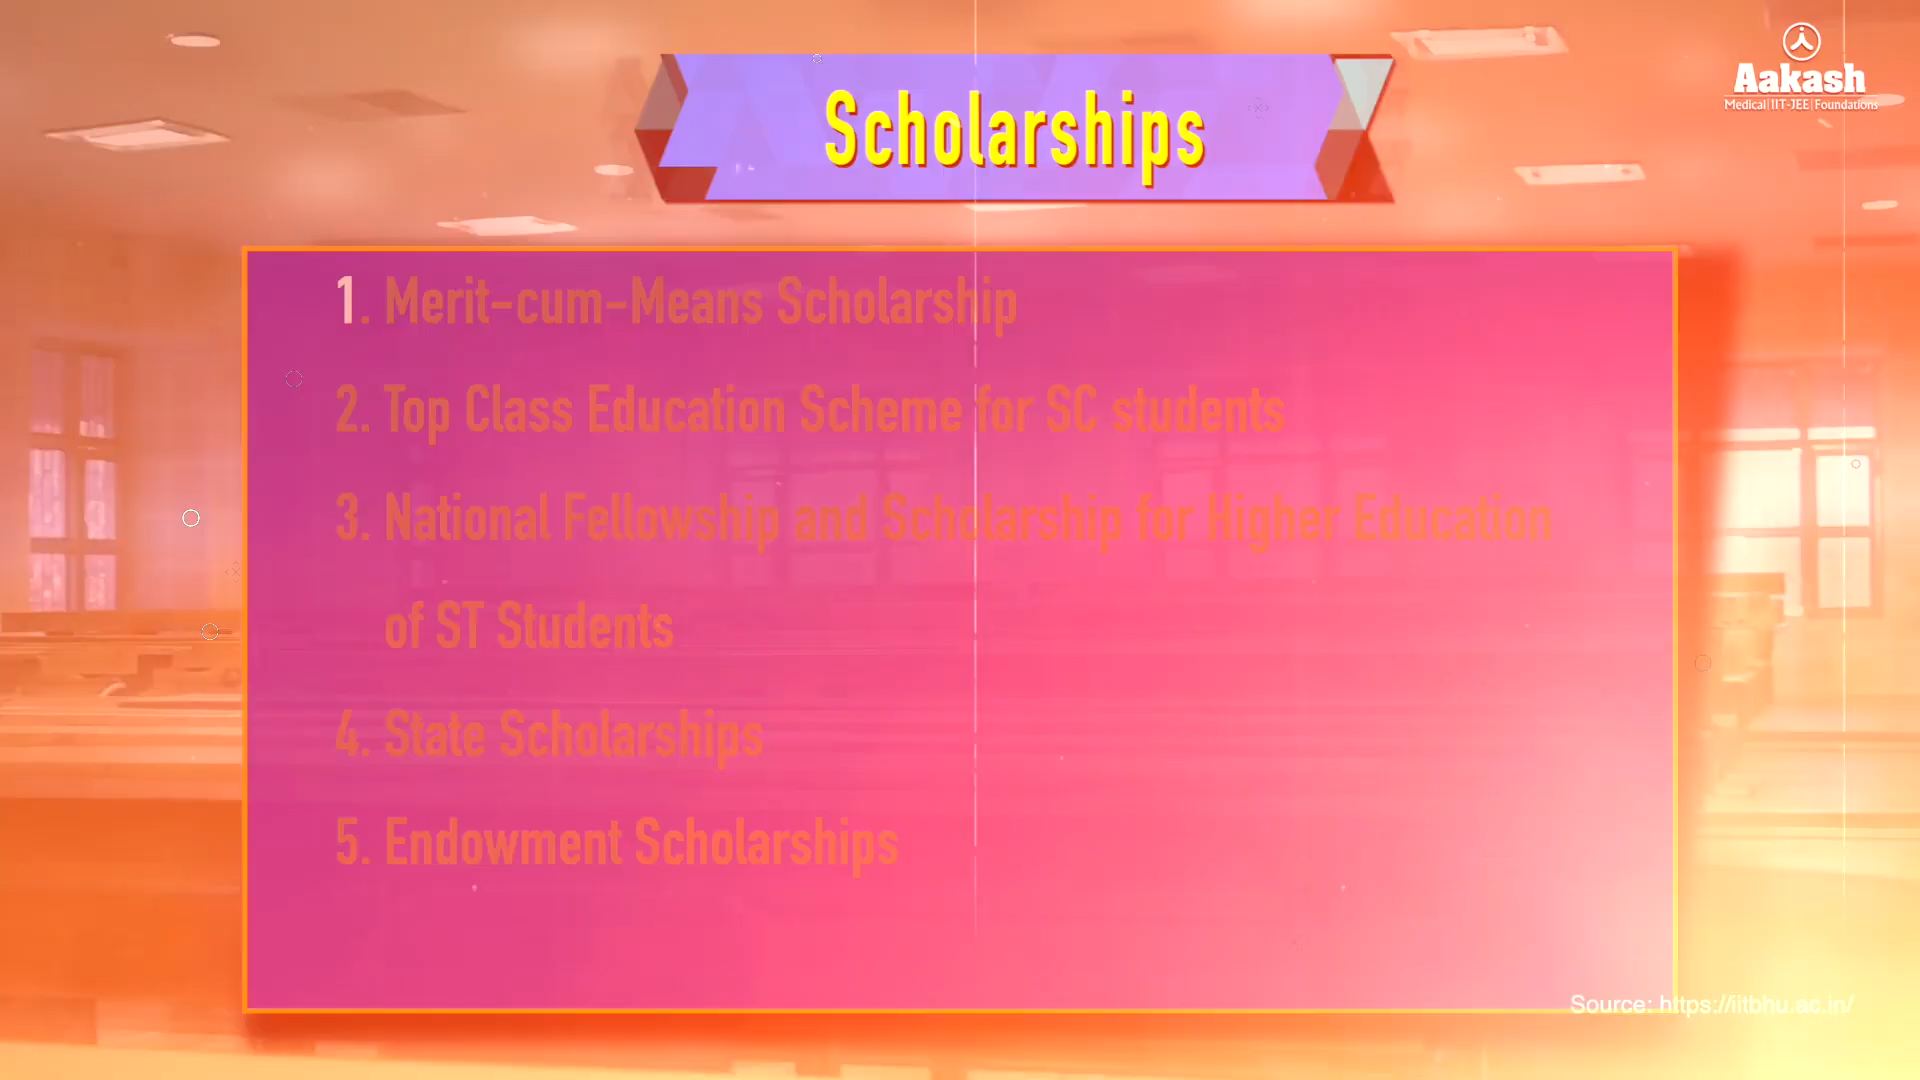 Scholarships
Aakash
Medical|IIT-JEE|Foundations
1. Merit-cum-Means Scholarship
2. Top Class Education Scheme for SC students
3. National Fellowship and Scholarship for Higher Education
of ST Students
4. State Scholarships
5. Endowment Scholarships
Source: https://iitbhu.ac.in/